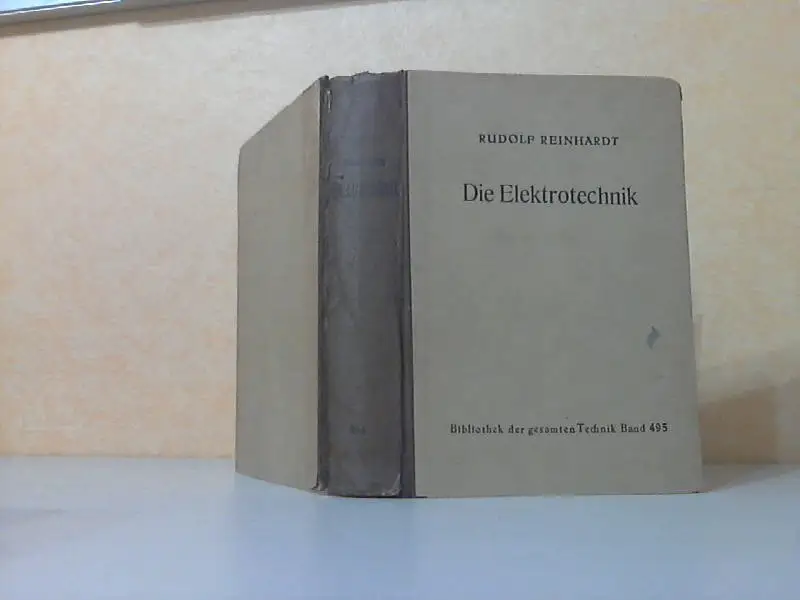 RUDOLF REINHARDT
Die Elektrotechnik
Bibliothek der gesamten Technik Band 495